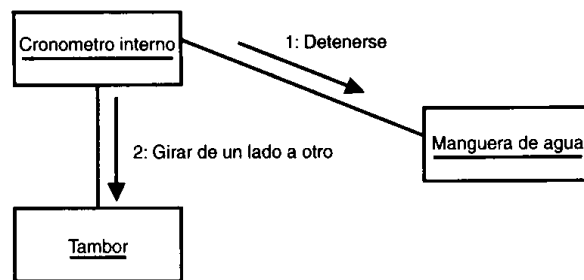 Cronometro interno
1: Detenerse
Manguera de agua
2: Girar de un lado a otro
Tambor